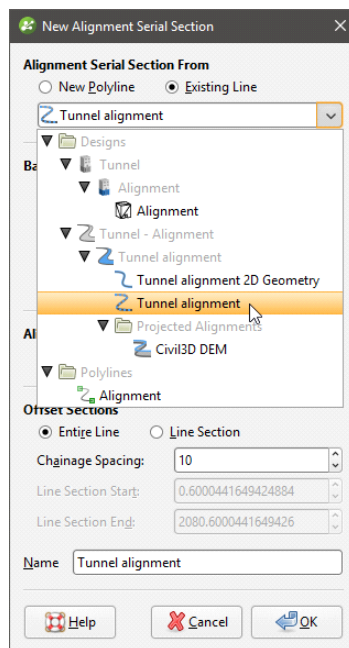 New Alignment Serial Section
Alignment Serial Section From
New Polyline Existing Line
Tunnel alignment
Designs
Ba
Tunnel
Alignment
Alignment
Tunnel - Alignment
Tunnel alignment
Tunnel alignment 2D Geometry
Tunnel alignment
Al
Projected Alignments
Civil3D DEM
Polylines
Alignment
Offset Sections
Entire Line Line Section
Chainage Spacing: 10
Line Section Start: 0.6000441649424884
Line Section End: 2080.6000441649426
Name Tunnel alignment
Help Cancel OK